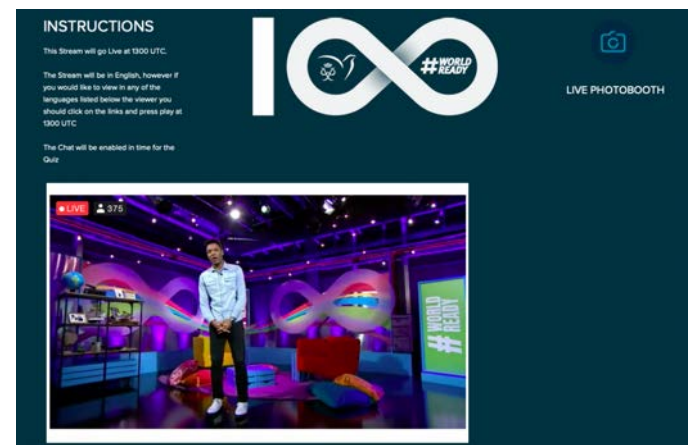 INSTRUCTIONS
This Stream will go Live at 1300 UTC.
The Stream will be in English, however if
you would like to view in any of the
languages listed below the viewer you
should click on the links and press play at
1300 UTC
The Chat will be enabled in time for the
Quiz
100
#WORLD
READY
LIVE PHOTOBOOTH
LIVE 375
#WORLD
READY